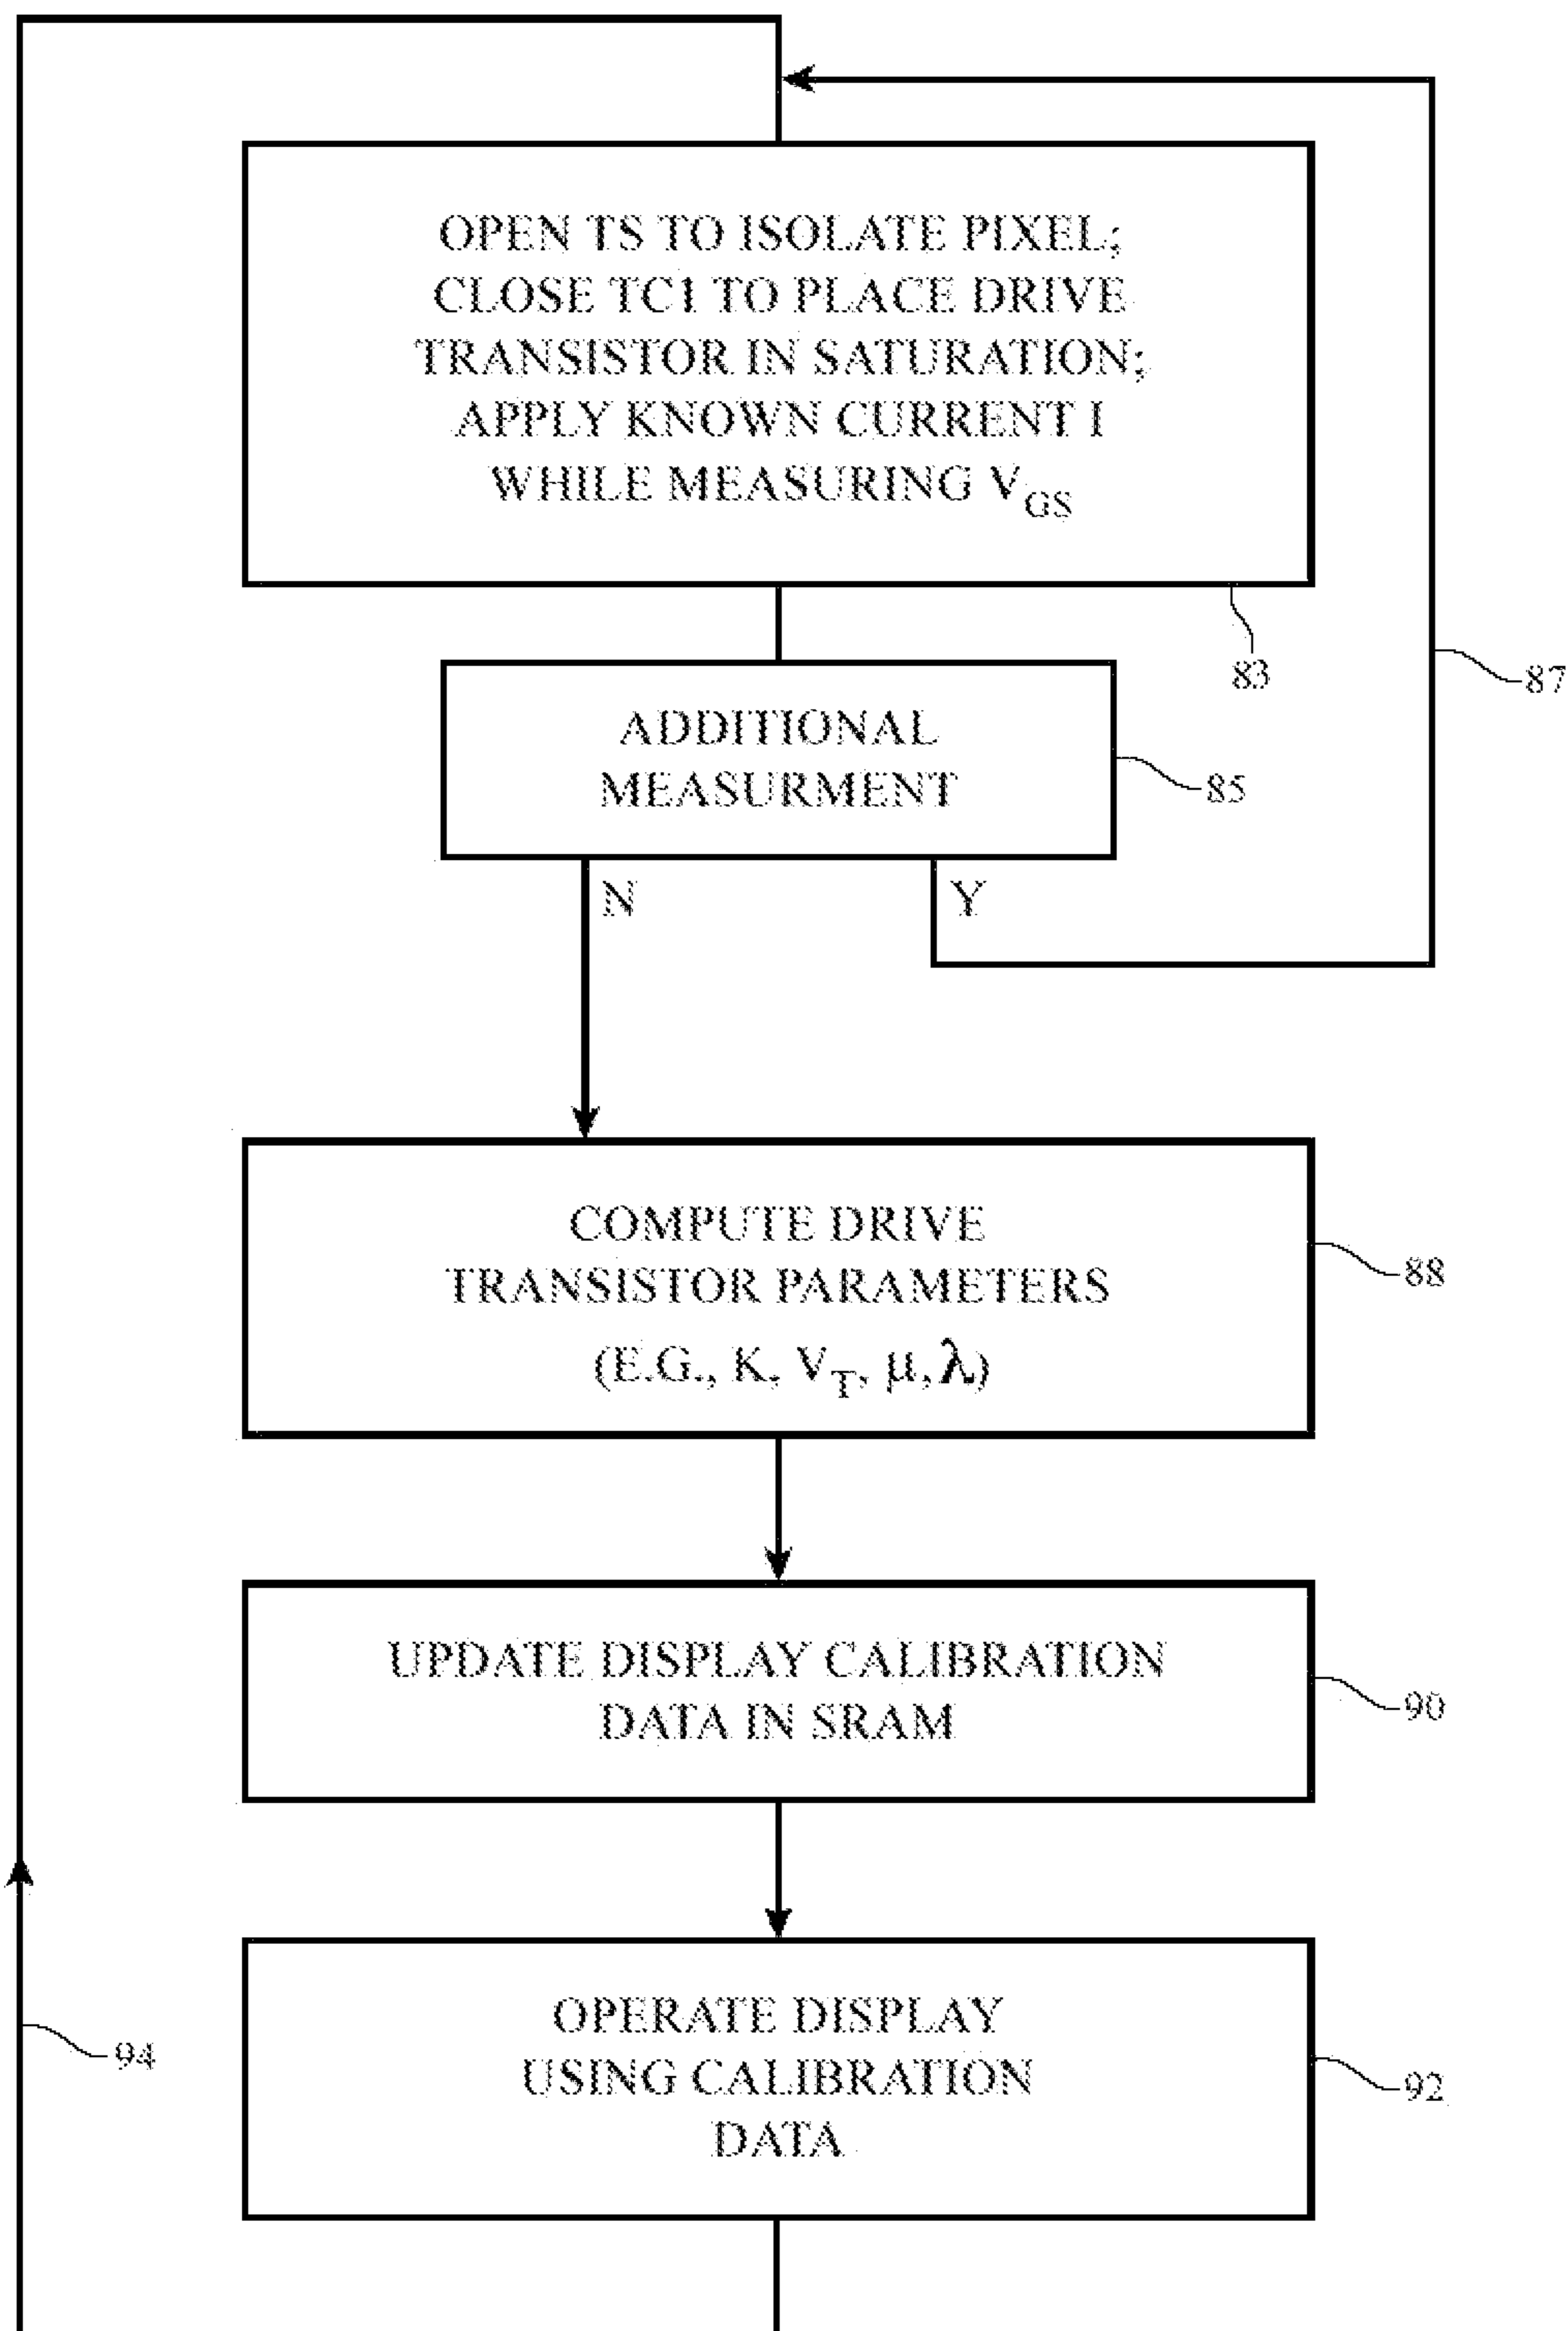 OPEN TS TO ISOLATE PIXEL;
CLOSE TC1 TO PLACE DRIVE
TRANSISTOR IN SATURATION;
APPLY KNOWN CURRENT I
WHILE MEASURING V_GS
83
87
ADDITIONAL
MEASURMENT
85
N
Y
COMPUTE DRIVE
TRANSISTOR PARAMETERS
(E.G., K, V_T, μ, λ)
88
UPDATE DISPLAY CALIBRATION
DATA IN SRAM
90
OPERATE DISPLAY
USING CALIBRATION
DATA
94
92